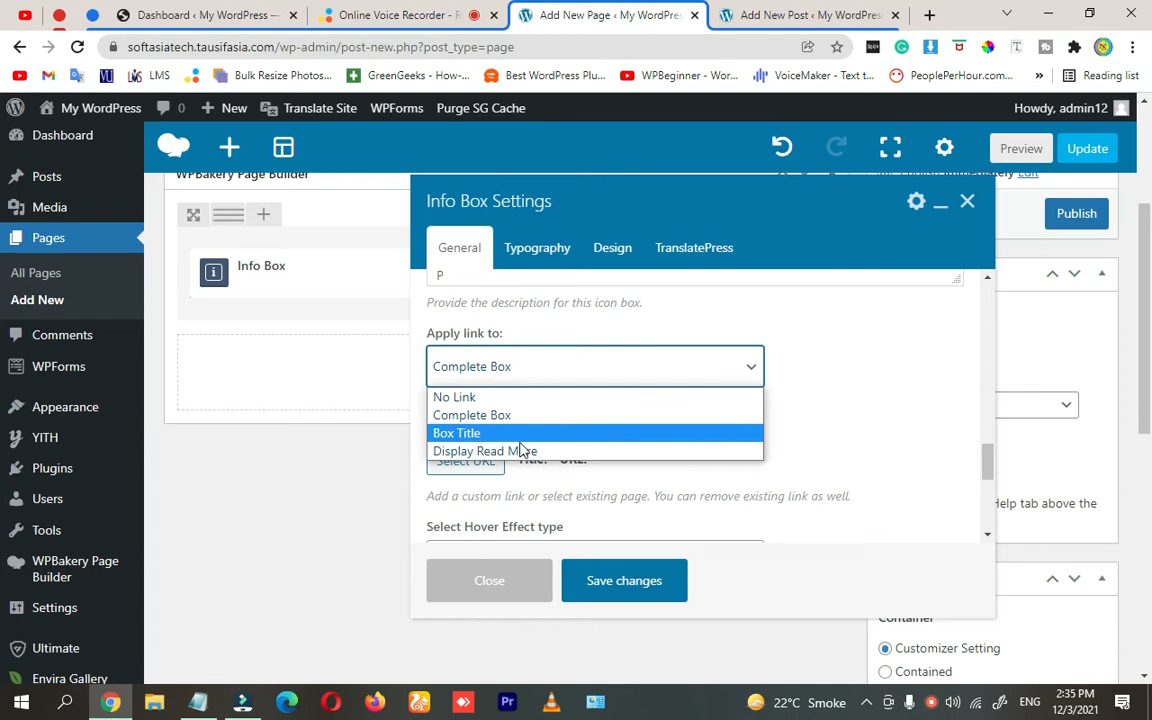 Dashboard ‹ My WordPress —
Online Voice Recorder - R
Add New Page ‹ My WordPres
Add New Post ‹ My WordPress
softasiatech.tausifasia.com/wp-admin/post-new.php?post_type=page
LMS
Bulk Resize Photos...
GreenGeeks - How-...
Best WordPress Plu...
WPBeginner - Wor...
VoiceMaker - Text t...
PeoplePerHour.com...
»
Reading list
My WordPress
0
New
Translate Site
WPForms
Purge SG Cache
Howdy, admin12
Dashboard
Posts
Media
Pages
All Pages
Add New
Comments
WPForms
Appearance
YITH
Plugins
Users
Tools
WPBakery Page
Builder
Settings
Ultimate
Envira Gallery
Preview
Update
WPBakery Page Builder
immediately Edit
Publish
Info Box
Info Box Settings
General
Typography
Design
TranslatePress
P
Provide the description for this icon box.
Apply link to:
Complete Box
No Link
Complete Box
Box Title
Display Read More
Select URL
Title:
URL:
Add a custom link or select existing page. You can remove existing link as well.
Select Hover Effect type
Close
Save changes
Help tab above the
Container
Customizer Setting
Contained
22°C Smoke
ENG
2:35 PM
12/3/2021